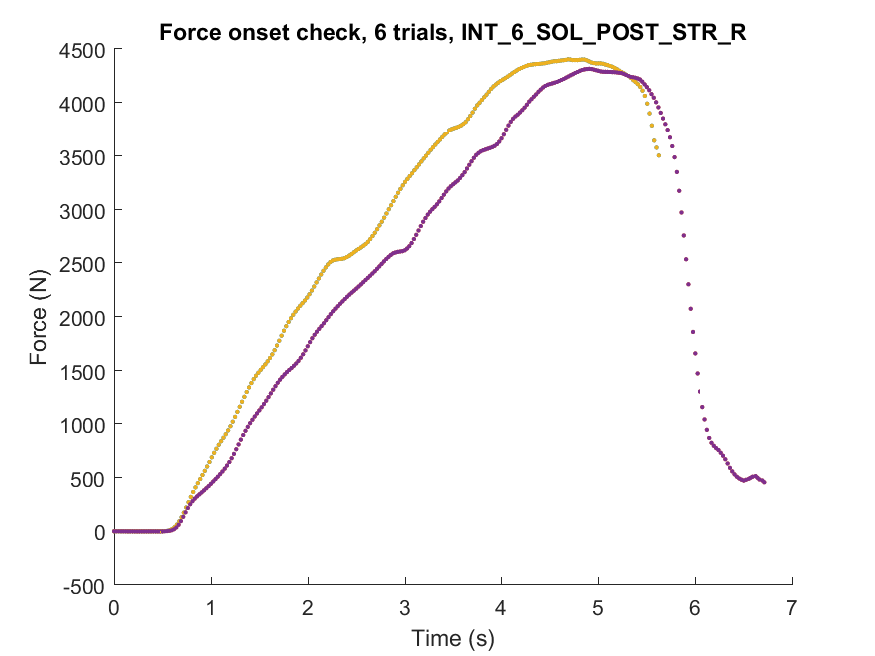 Force onset check, 6 trials, INT_6_SOL_POST_STR_R
4500
4000
3500
3000
2500
2000
1500
1000
500
0
-500
Force (N)
0 1 2 3 4 5 6 7
Time (s)